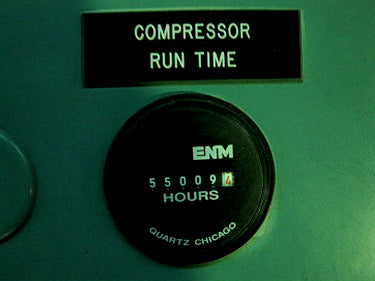 COMPRESSOR
RUN TIME
ENM
550094
HOURS
QUARTZ CHICAGO